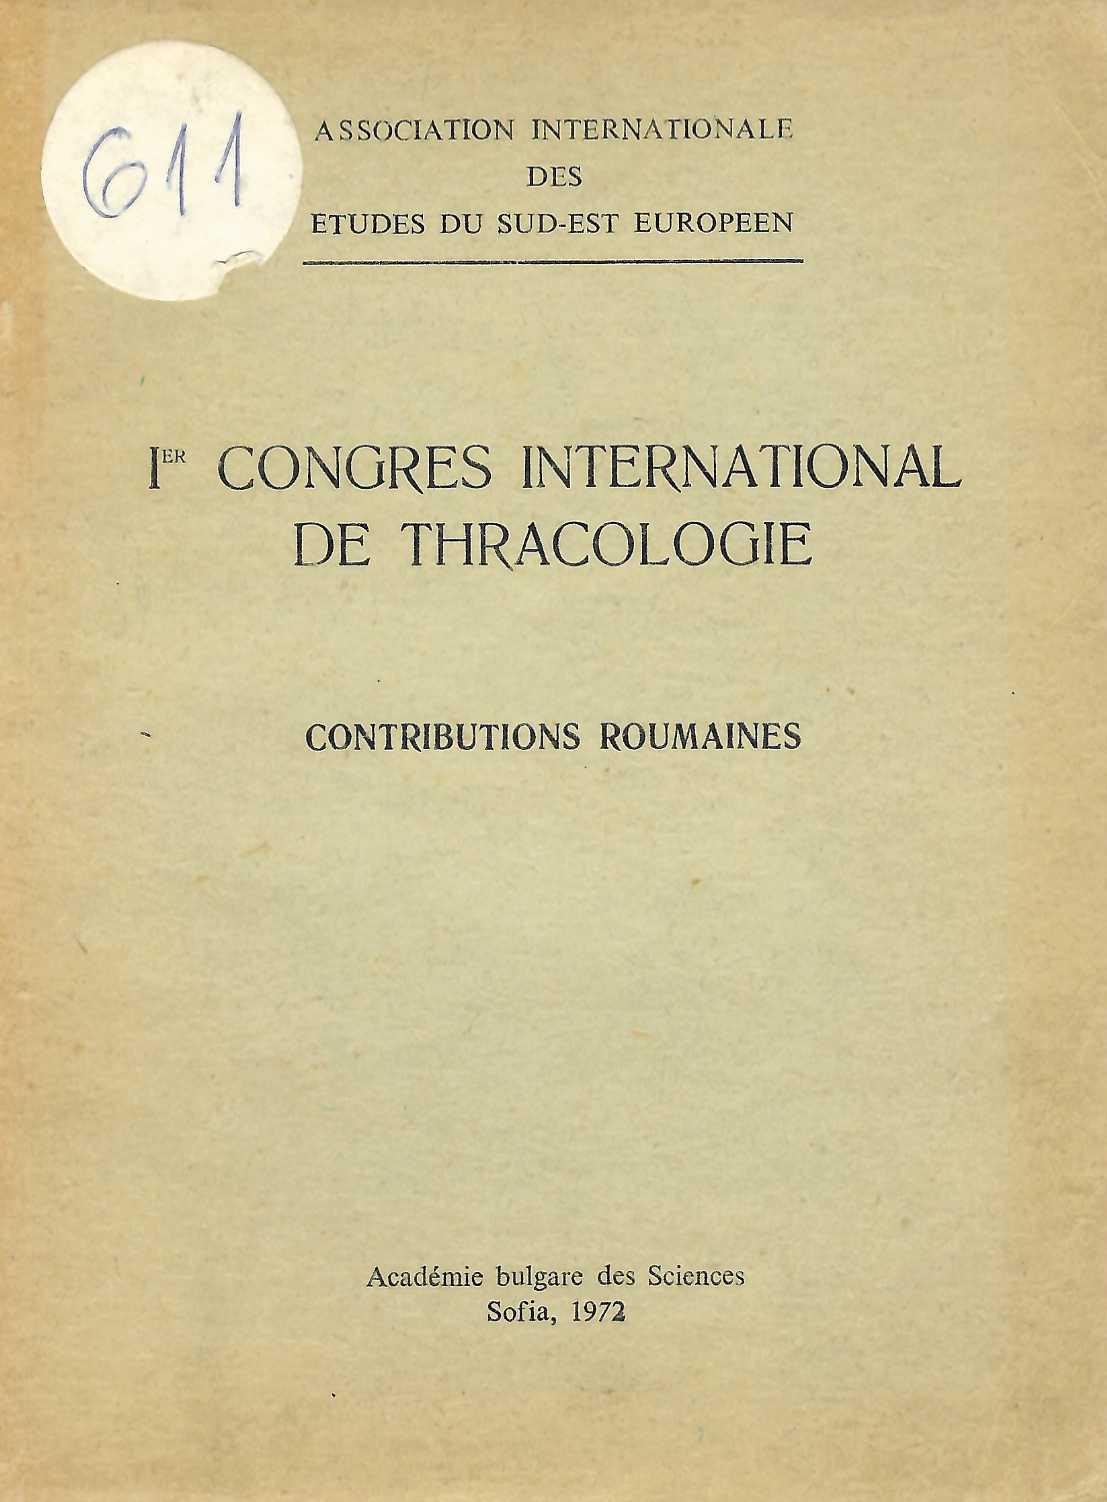 611
ASSOCIATION INTERNATIONALE
DES
ETUDES DU SUD-EST EUROPEEN
IER CONGRES INTERNATIONAL
DE THRACOLOGIE
CONTRIBUTIONS ROUMAINES
Académie bulgare des Sciences
Sofia, 1972